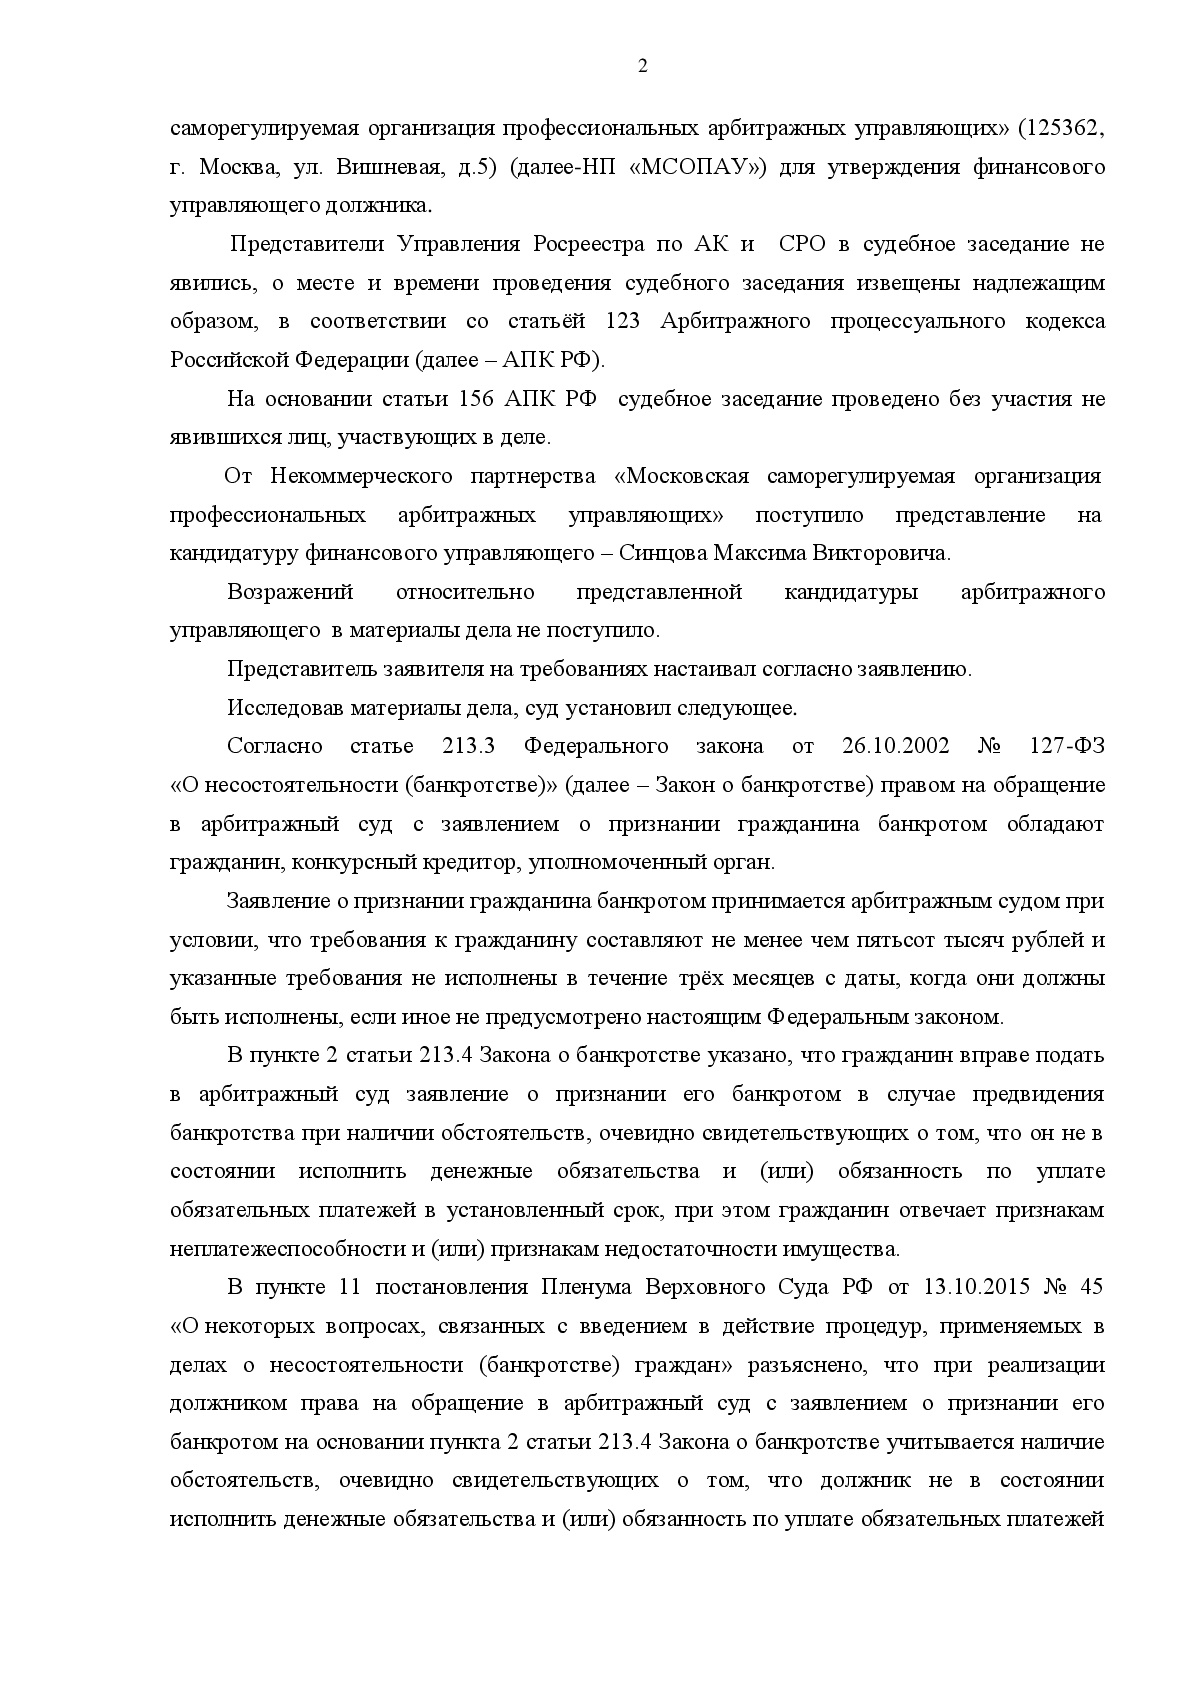 2
саморегулируемая организация профессиональных арбитражных управляющих» (125362,
г. Москва, ул. Вишневая, д.5) (далее-НП «МСОПАУ») для утверждения финансового
управляющего должника.
Представители Управления Росреестра по АК и СРО в судебное заседание не
явились, о месте и времени проведения судебного заседания извещены надлежащим
образом, в соответствии со статьёй 123 Арбитражного процессуального кодекса
Российской Федерации (далее – АПК РФ).
На основании статьи 156 АПК РФ судебное заседание проведено без участия не
явившихся лиц, участвующих в деле.
От Некоммерческого партнерства «Московская саморегулируемая организация
профессиональных арбитражных управляющих» поступило представление на
кандидатуру финансового управляющего – Синцова Максима Викторовича.
Возражений относительно представленной кандидатуры арбитражного
управляющего в материалы дела не поступило.
Представитель заявителя на требованиях настаивал согласно заявлению.
Исследовав материалы дела, суд установил следующее.
Согласно статье 213.3 Федерального закона от 26.10.2002 № 127-ФЗ
«О несостоятельности (банкротстве)» (далее – Закон о банкротстве) правом на обращение
в арбитражный суд с заявлением о признании гражданина банкротом обладают
гражданин, конкурсный кредитор, уполномоченный орган.
Заявление о признании гражданина банкротом принимается арбитражным судом при
условии, что требования к гражданину составляют не менее чем пятьсот тысяч рублей и
указанные требования не исполнены в течение трёх месяцев с даты, когда они должны
быть исполнены, если иное не предусмотрено настоящим Федеральным законом.
В пункте 2 статьи 213.4 Закона о банкротстве указано, что гражданин вправе подать
в арбитражный суд заявление о признании его банкротом в случае предвидения
банкротства при наличии обстоятельств, очевидно свидетельствующих о том, что он не в
состоянии исполнить денежные обязательства и (или) обязанность по уплате
обязательных платежей в установленный срок, при этом гражданин отвечает признакам
неплатежеспособности и (или) признакам недостаточности имущества.
В пункте 11 постановления Пленума Верховного Суда РФ от 13.10.2015 № 45
«О некоторых вопросах, связанных с введением в действие процедур, применяемых в
делах о несостоятельности (банкротстве) граждан» разъяснено, что при реализации
должником права на обращение в арбитражный суд с заявлением о признании его
банкротом на основании пункта 2 статьи 213.4 Закона о банкротстве учитывается наличие
обстоятельств, очевидно свидетельствующих о том, что должник не в состоянии
исполнить денежные обязательства и (или) обязанность по уплате обязательных платежей